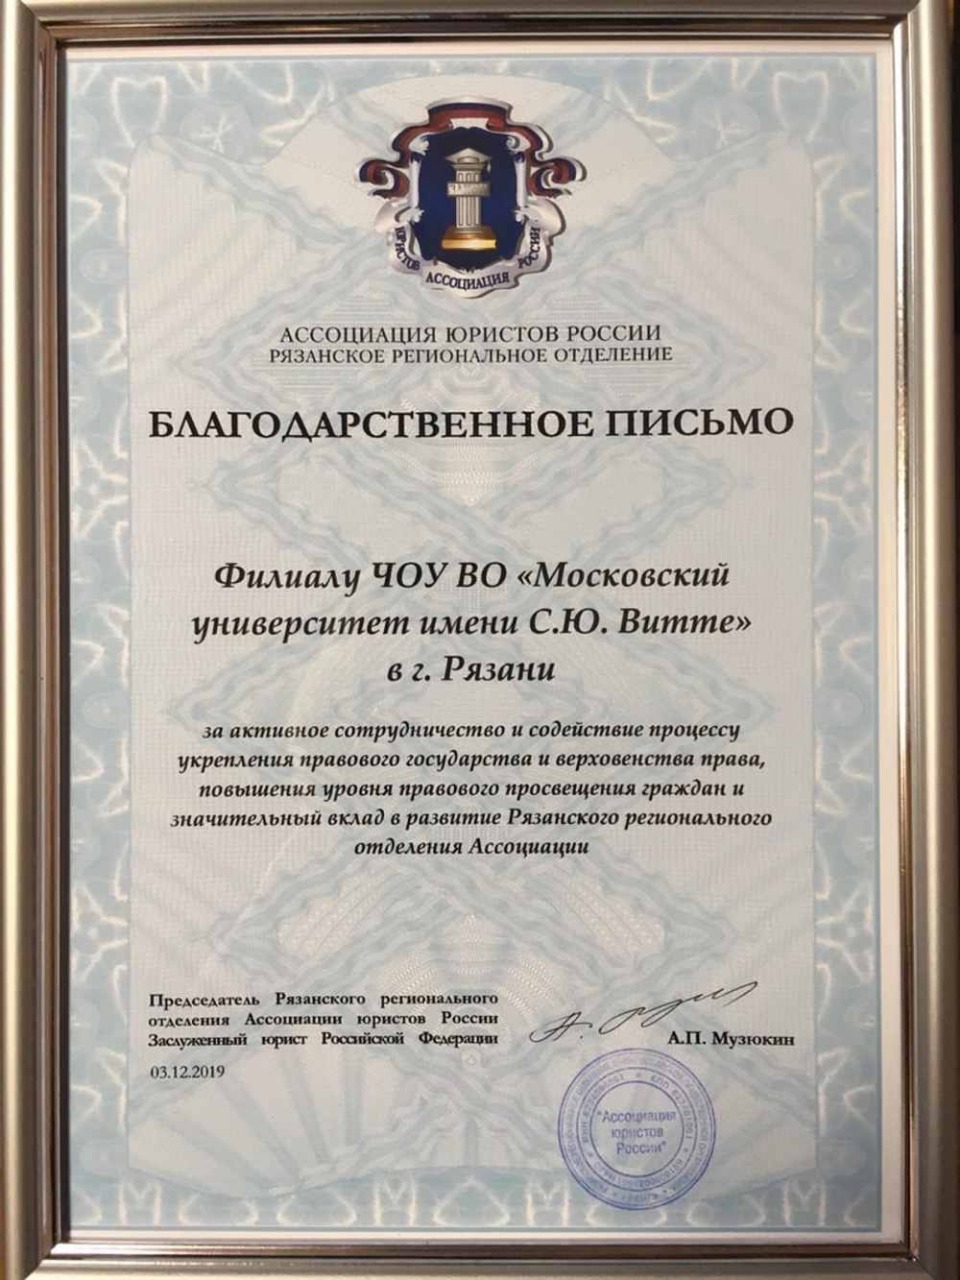 ЮРИСТОВ АССОЦИАЦИЯ РОССИИ
АССОЦИАЦИЯ ЮРИСТОВ РОССИИ
РЯЗАНСКОЕ РЕГИОНАЛЬНОЕ ОТДЕЛЕНИЕ
БЛАГОДАРСТВЕННОЕ ПИСЬМО
Филиалу ЧОУ ВО «Московский
университет имени С.Ю. Витте»
в г. Рязани
за активное сотрудничество и содействие процессу
укрепления правового государства и верховенства права,
повышения уровня правового просвещения граждан и
значительный вклад в развитие Рязанского регионального
отделения Ассоциации
Председатель Рязанского регионального
отделения Ассоциации юристов России
Заслуженный юрист Российской Федерации
А.П. Музюкин
03.12.2019
"Ассоциация
юристов
России"